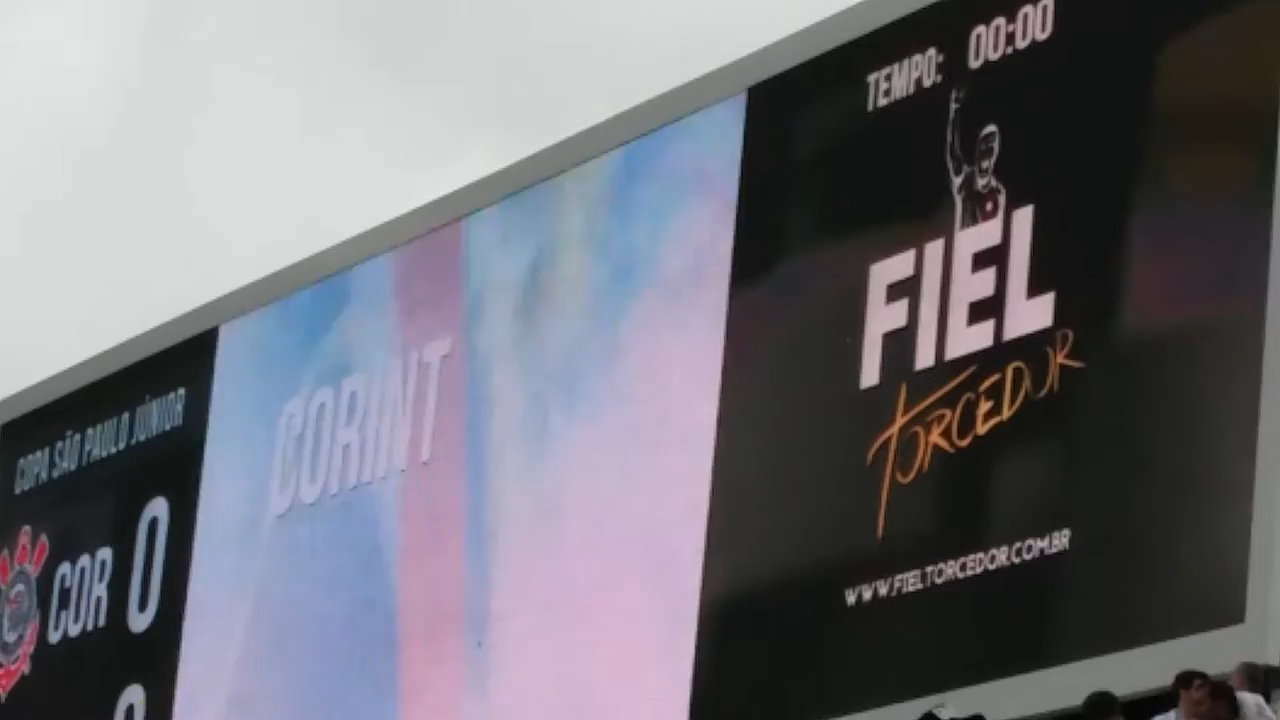 COPA SÃO PAULO JÚNIOR
COR 0
CORINT
TEMPO: 00:00
FIEL
TORCEDOR
WWW.FIELTORCEDOR.COM.BR